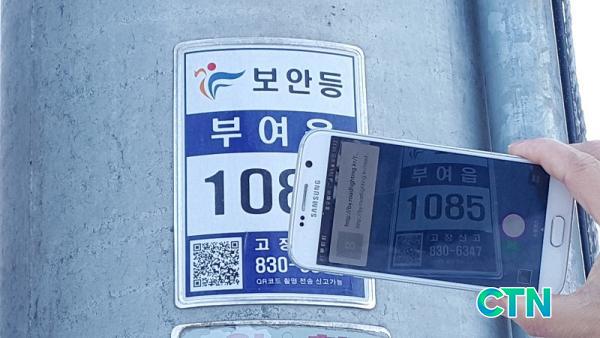 보안등
부여읍
108
고장
830-6
QR코드 촬영 전송 신고가능
SAMSUNG
부여읍
1085
고장신고
830-6347
CTN